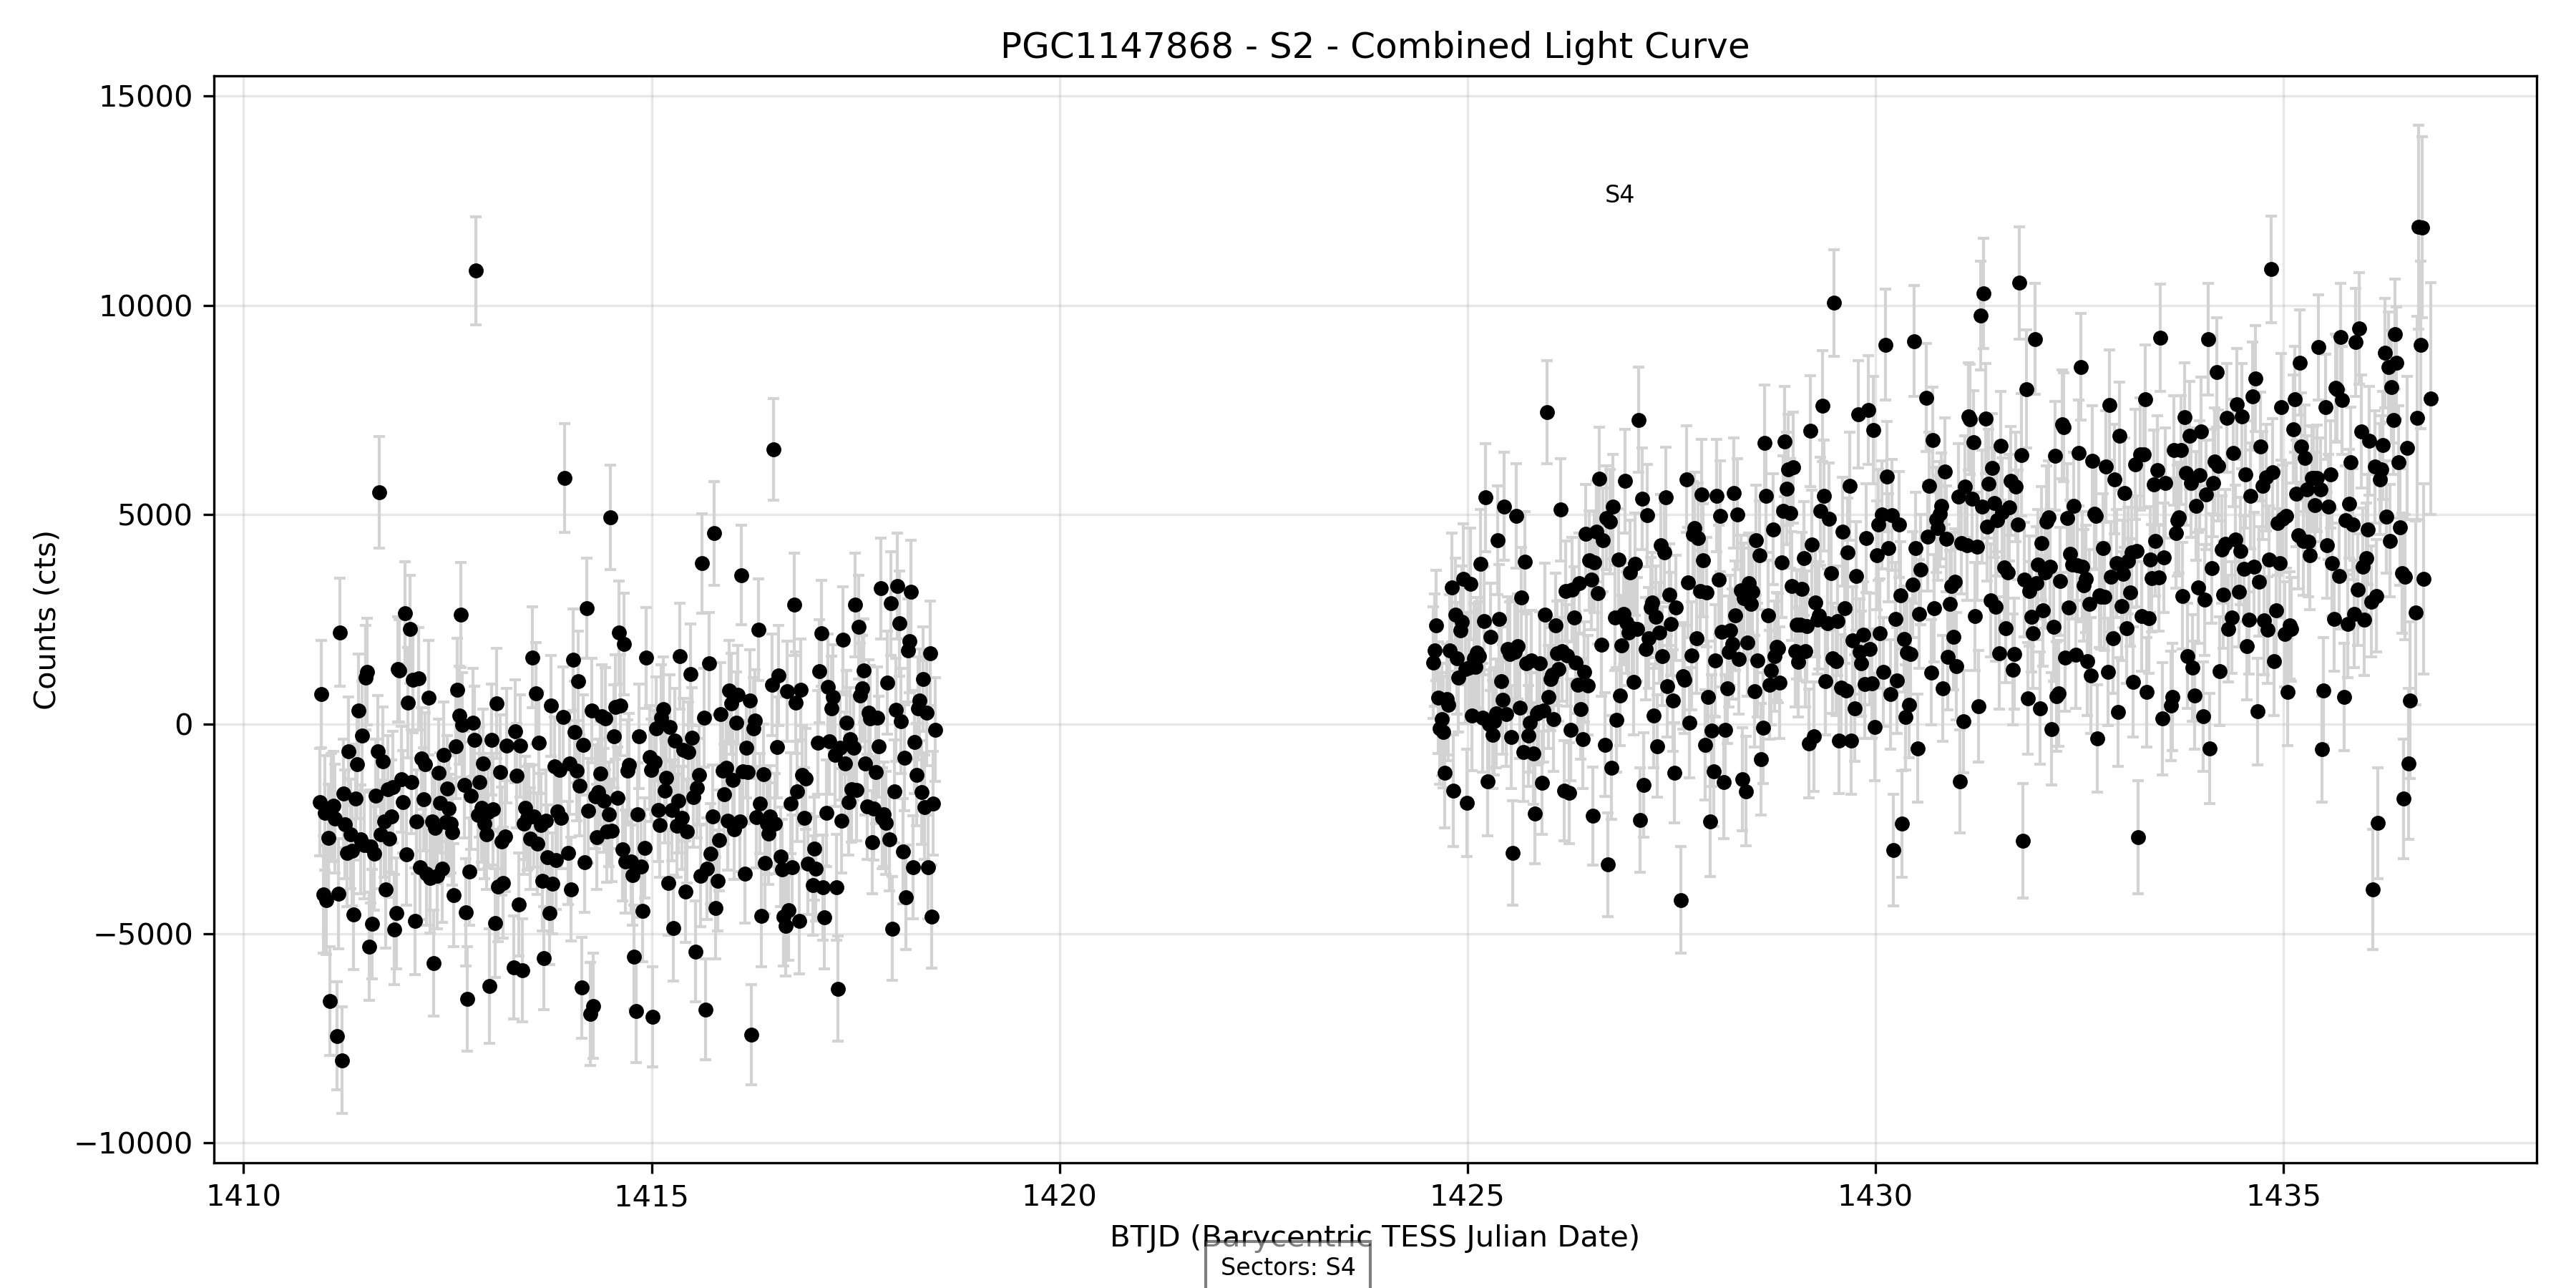 PGC1147868 - S2 - Combined Light Curve
15000
10000
5000
0
−5000
−10000
Counts (cts)
S4
1410 1415 1420 1425 1430 1435
BTJD (Barycentric TESS Julian Date)
Sectors: S4